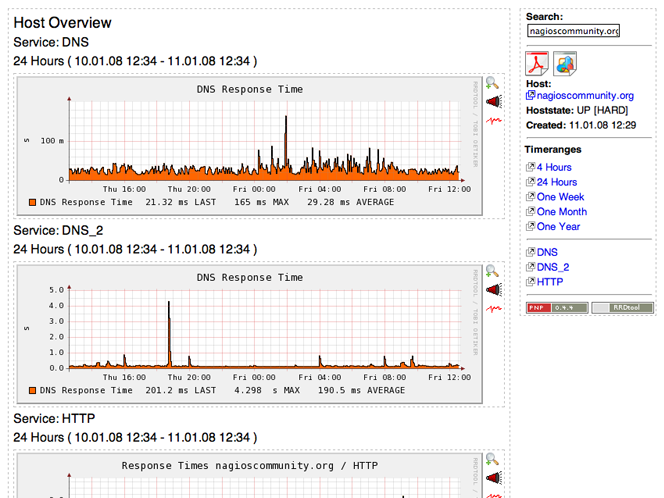 Host Overview
Service: DNS
24 Hours ( 10.01.08 12:34 - 11.01.08 12:34 )
DNS Response Time
RRDTOOL / TOBI OETIKER
s
100 m
0
Thu 16:00 Thu 20:00 Fri 00:00 Fri 04:00 Fri 08:00 Fri 12:00
DNS Response Time 21.32 ms LAST 165 ms MAX 29.28 ms AVERAGE
Service: DNS_2
24 Hours ( 10.01.08 12:34 - 11.01.08 12:34 )
DNS Response Time
RRDTOOL / TOBI OETIKER
s
5.0
4.0
3.0
2.0
1.0
0.0
Thu 16:00 Thu 20:00 Fri 00:00 Fri 04:00 Fri 08:00 Fri 12:00
DNS Response Time 201.2 ms LAST 4.298 s MAX 190.5 ms AVERAGE
Service: HTTP
24 Hours ( 10.01.08 12:34 - 11.01.08 12:34 )
Response Times nagioscommunity.org / HTTP
RRDTOOL /
Search:
nagioscommunity.org
Host:
nagioscommunity.org
Hoststate: UP [HARD]
Created: 11.01.08 12:29
Timeranges
4 Hours
24 Hours
One Week
One Month
One Year
DNS
DNS_2
HTTP
PNP 0.4.4
RRDtool